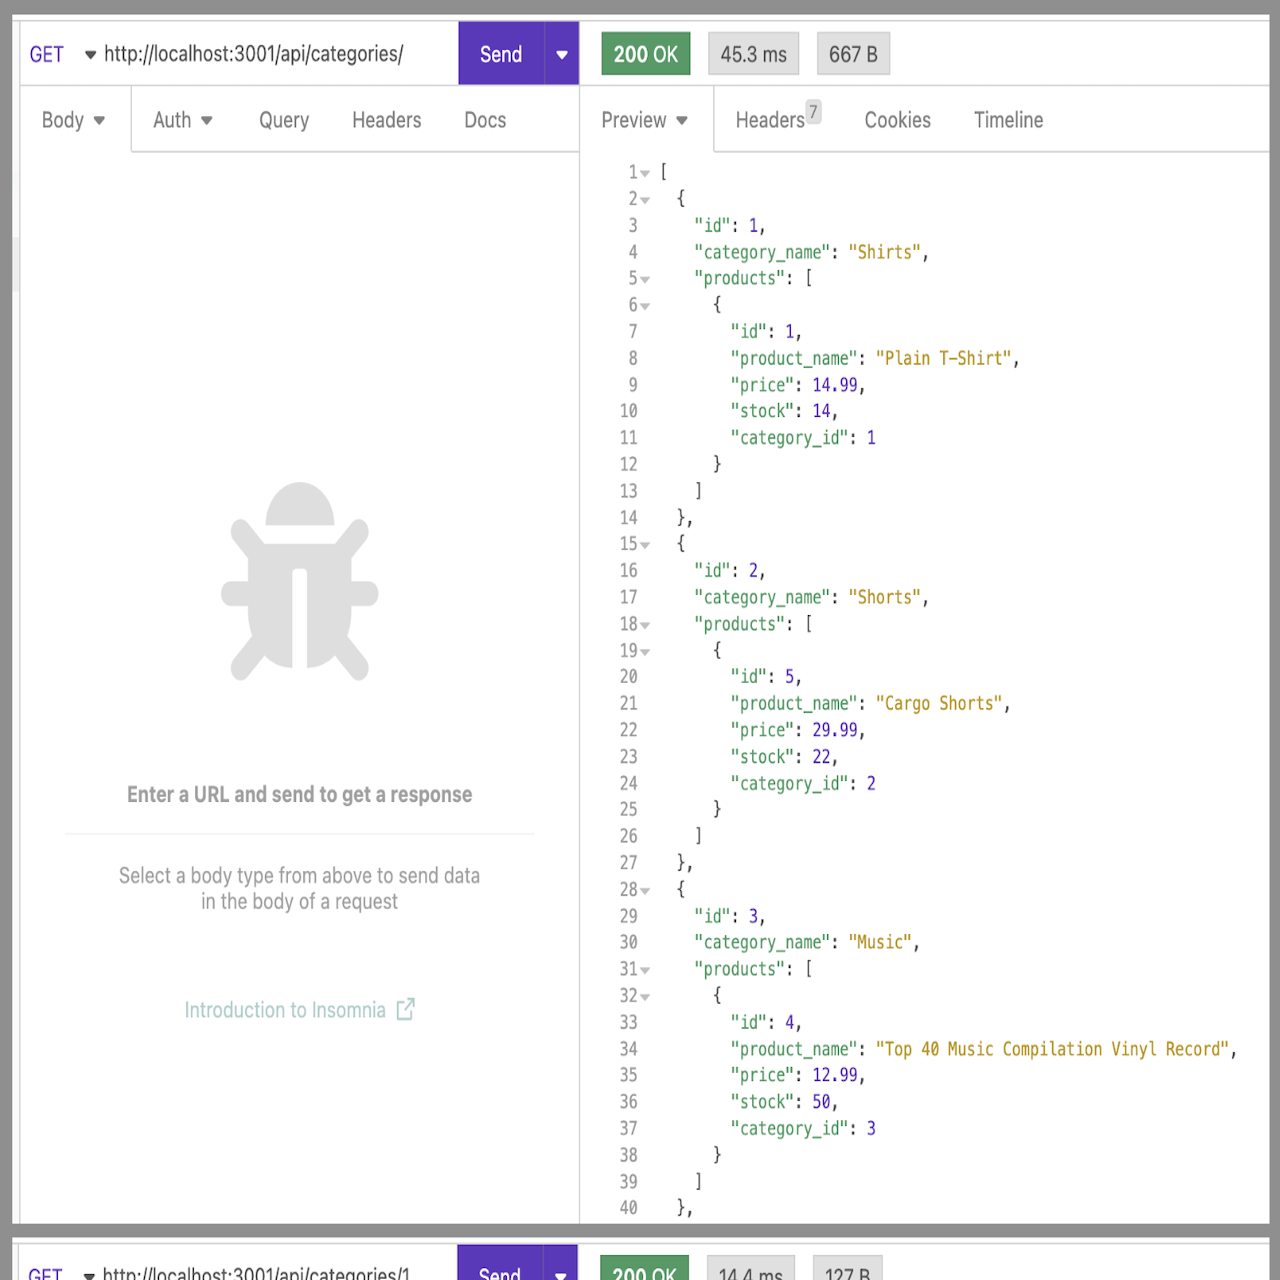 GET http://localhost:3001/api/categories/ Send 200 OK 45.3 ms 667 B
Body Auth Query Headers Docs Preview Headers 7 Cookies Timeline
1 [
2 {
3 "id": 1,
4 "category_name": "Shirts",
5 "products": [
6 {
7 "id": 1,
8 "product_name": "Plain T-Shirt",
9 "price": 14.99,
10 "stock": 14,
11 "category_id": 1
12 }
13 ]
14 },
15 {
16 "id": 2,
17 "category_name": "Shorts",
18 "products": [
19 {
20 "id": 5,
21 "product_name": "Cargo Shorts",
22 "price": 29.99,
23 "stock": 22,
24 "category_id": 2
25 }
26 ]
27 },
28 {
29 "id": 3,
30 "category_name": "Music",
31 "products": [
32 {
33 "id": 4,
34 "product_name": "Top 40 Music Compilation Vinyl Record",
35 "price": 12.99,
36 "stock": 50,
37 "category_id": 3
38 }
39 ]
40 },
Enter a URL and send to get a response
Select a body type from above to send data
in the body of a request
Introduction to Insomnia
GET http://localhost:3001/api/categories/1 Send 200 OK 14.4 ms 127 B